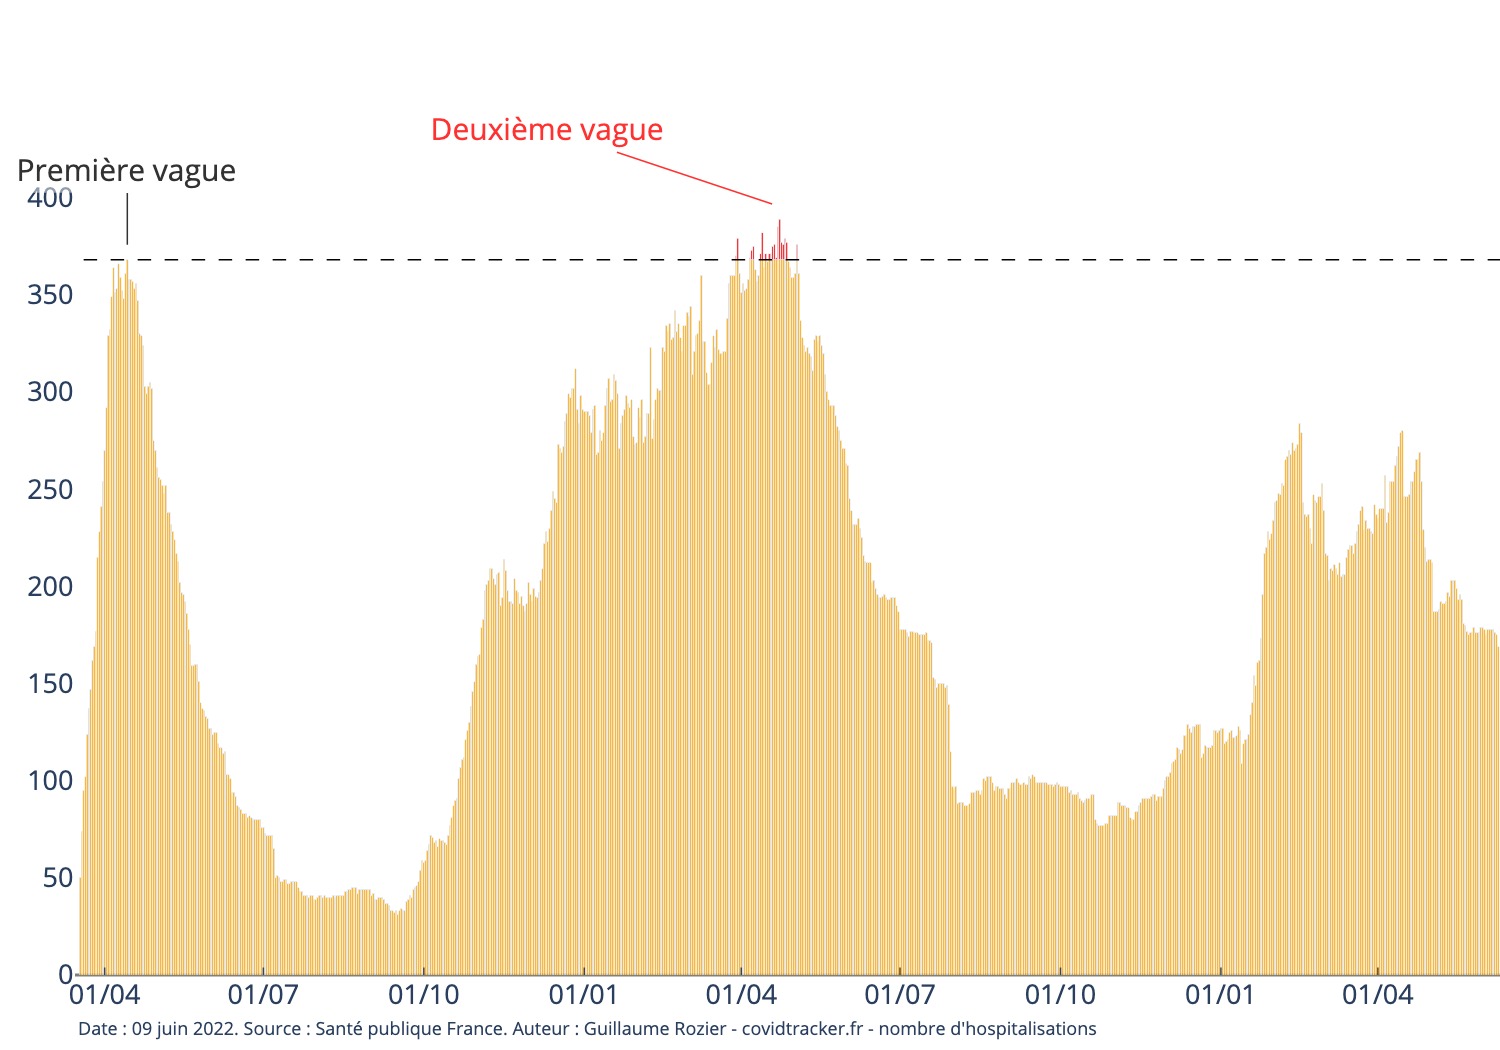 Deuxième vague
Première vague
400
350
300
250
200
150
100
50
0
01/04 01/07 01/10 01/01 01/04 01/07 01/10 01/01 01/04
Date : 09 juin 2022. Source : Santé publique France. Auteur : Guillaume Rozier - covidtracker.fr - nombre d'hospitalisations